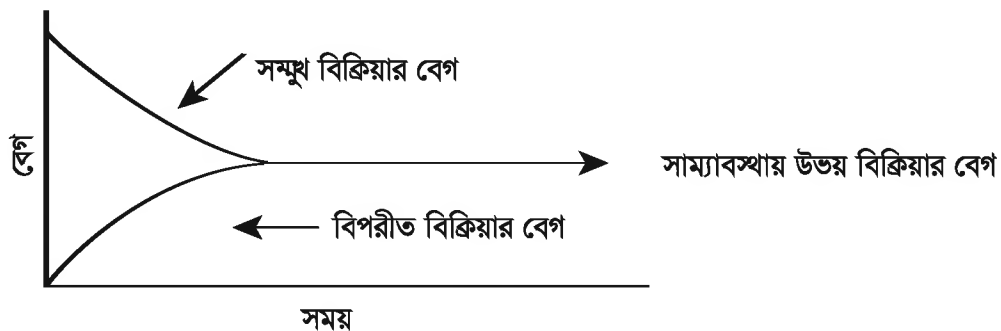 সম্মুখ বিক্রিয়ার বেগ
বেগ
সাম্যাবস্থায় উভয় বিক্রিয়ার বেগ
বিপরীত বিক্রিয়ার বেগ
সময়